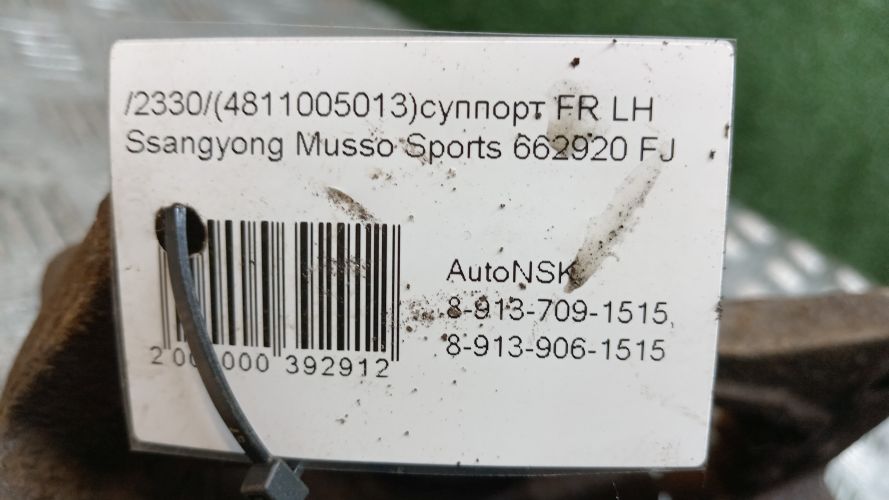 /2330/(4811005013)суппорт FR LH
Ssangyong Musso Sports 662920 FJ
AutoNSK
8-913-709-1515
8-913-906-1515
392912